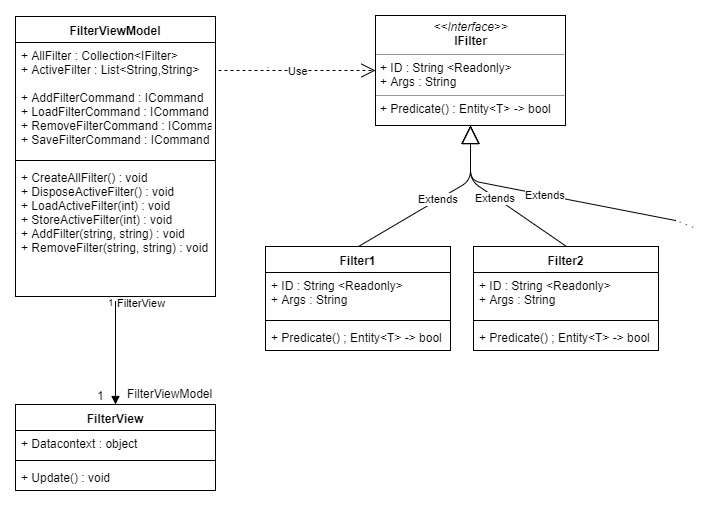 FilterViewModel
+ AllFilter : Collection<IFilter>
+ ActiveFilter : List<String,String>
+ AddFilterCommand : ICommand
+ LoadFilterCommand : ICommand
+ RemoveFilterCommand : IComma
+ SaveFilterCommand : ICommand
+ CreateAllFilter() : void
+ DisposeActiveFilter() : void
+ LoadActiveFilter(int) : void
+ StoreActiveFilter(int) : void
+ AddFilter(string, string) : void
+ RemoveFilter(string, string) : void
Use
<<Interface>>
IFilter
+ ID : String <Readonly>
+ Args : String
+ Predicate() : Entity<T> -> bool
Extends
Extends
Extends
. . .
Filter1
+ ID : String <Readonly>
+ Args : String
+ Predicate() ; Entity<T> -> bool
Filter2
+ ID : String <Readonly>
+ Args : String
+ Predicate() ; Entity<T> -> bool
1 FilterView
1 FilterViewModel
FilterView
+ Datacontext : object
+ Update() : void